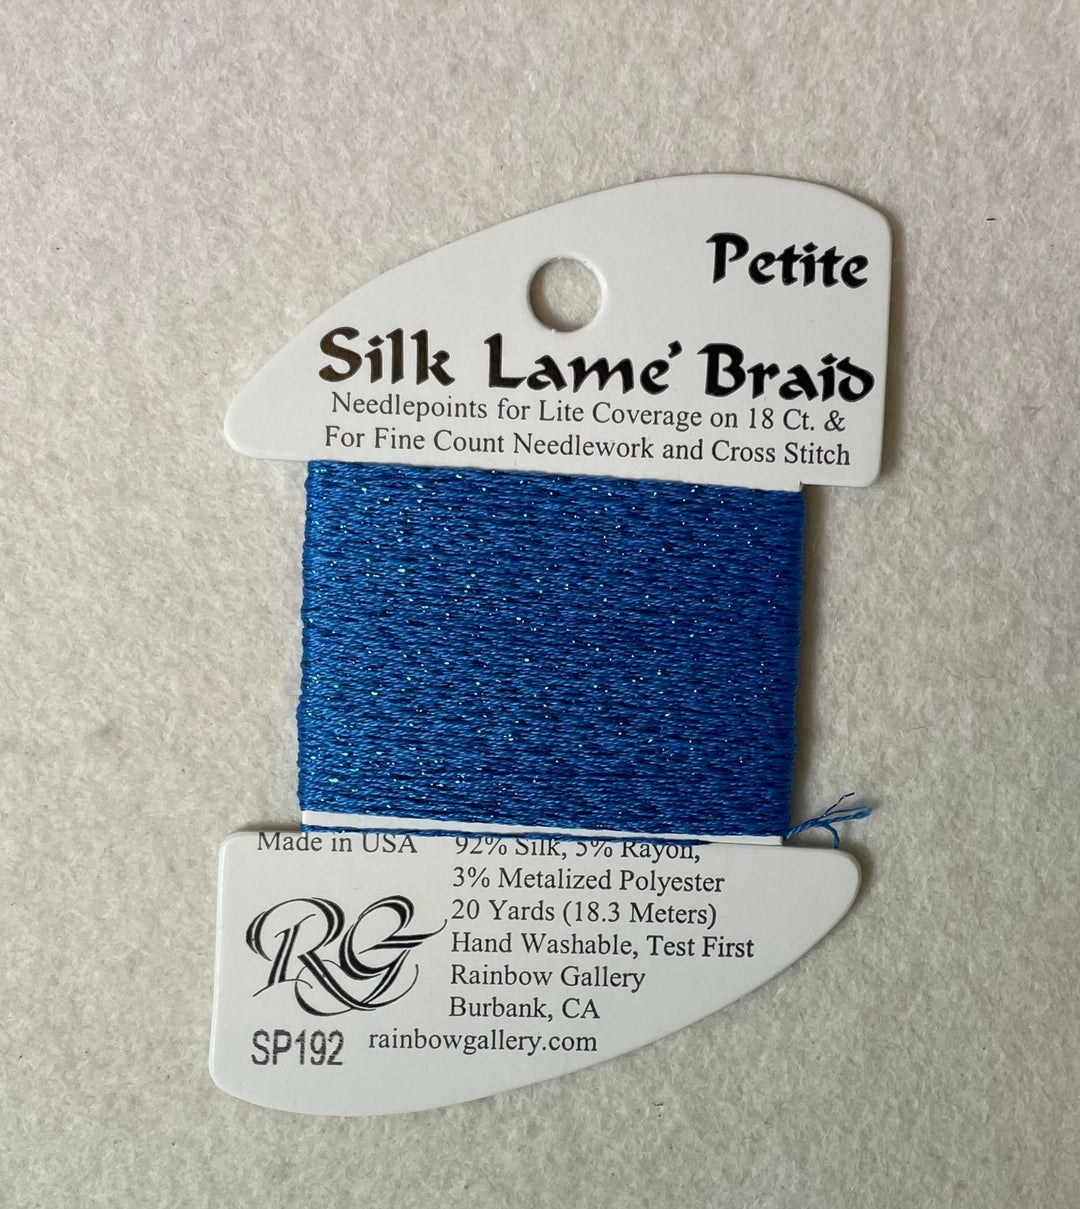 Petite
Silk Lame' Braid
Needlepoints for Lite Coverage on 18 Ct. &
For Fine Count Needlework and Cross Stitch
Made in USA
92% Silk, 5% Rayon,
3% Metalized Polyester
20 Yards (18.3 Meters)
Hand Washable, Test First
Rainbow Gallery
Burbank, CA
rainbowgallery.com
RG
SP192